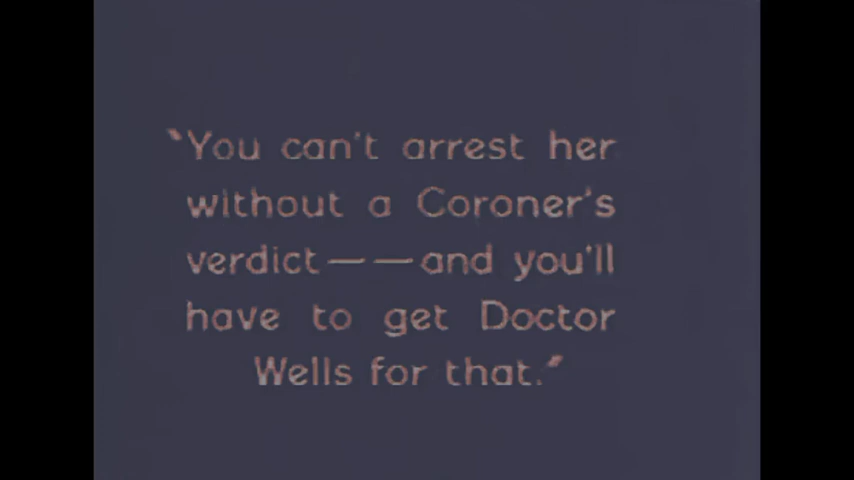 "You can't arrest her
without a Coroner's
verdict — — and you'll
have to get Doctor
Wells for that."